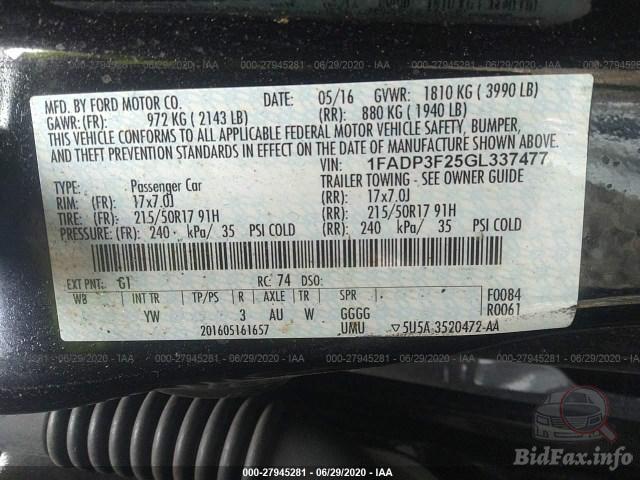 000-27945281 - 06/29/2020 - IAA
MFD. BY FORD MOTOR CO. DATE: 05/16 GVWR: 1810 KG ( 3990 LB)
GAWR: (FR): 972 KG ( 2143 LB) (RR): 880 KG ( 1940 LB)
THIS VEHICLE CONFORMS TO ALL APPLICABLE FEDERAL MOTOR VEHICLE SAFETY, BUMPER,
AND THEFT PREVENTION STANDARDS IN EFFECT ON THE DATE OF MANUFACTURE SHOWN ABOVE.
VIN: 1FADP3F25GL337477
TYPE: Passenger Car TRAILER TOWING - SEE OWNER GUIDE
RIM: (FR): 17x7.0J (RR): 17x7.0J
TIRE: (FR): 215/50R17 91H (RR): 215/50R17 91H
PRESSURE: (FR): 240 kPa/ 35 PSI COLD (RR): 240 kPa/ 35 PSI COLD
EXT PNT: G1 RC: 74 DSO:
WB INT TR TP/PS R AXLE TR SPR F0084
YW 3 AU W GGGG R0061
201605161657 UMU ▽5U5A 3520472-AA
000-27945281 - 06/29/2020 - IAA
BidFax.info